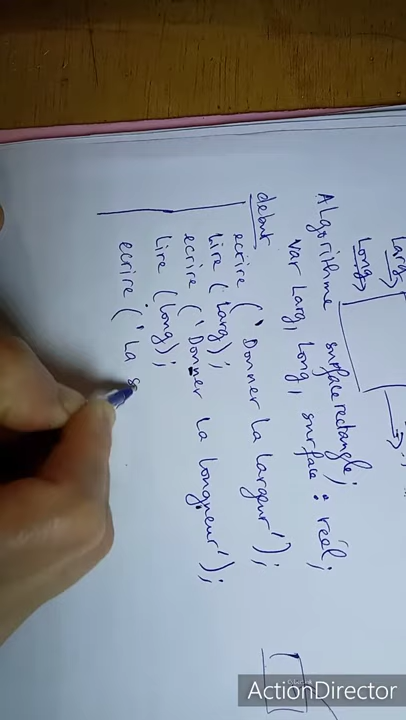 Larg
Long
Algorithme surface rectangle;
var Larg, Long, surface : réél;
debut
ecrire ('Donner la largeur');
Lire (Larg);
ecrire ('Donner la longueur');
Lire (Long);
ecrire ('La s
ActionDirector